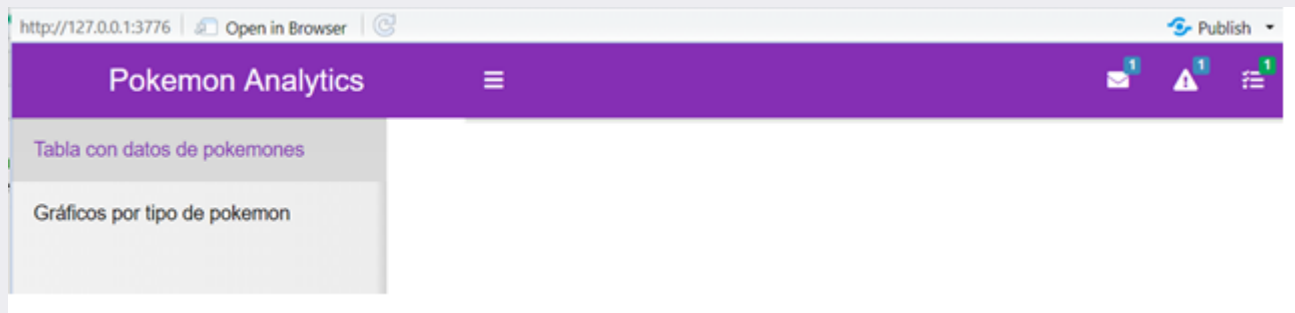 http://127.0.0.1:3776 Open in Browser Publish
Pokemon Analytics 1 1 1
Tabla con datos de pokemones
Gráficos por tipo de pokemon